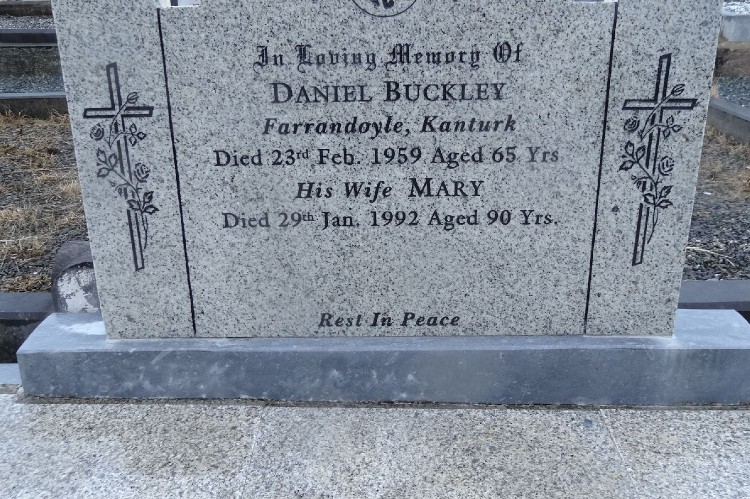 In Loving Memory Of
DANIEL BUCKLEY
Farrandoyle, Kanturk
Died 23rd Feb. 1959 Aged 65 Yrs
His Wife MARY
Died 29th Jan. 1992 Aged 90 Yrs.
Rest In Peace